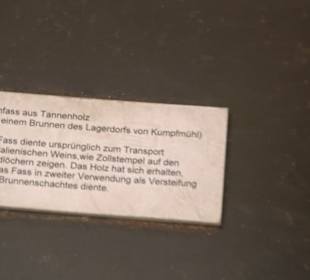 nfass aus Tannenholz
einem Brunnen des Lagerdorfs von Kumpfmühl)
Fass diente ursprünglich zum Transport
alienischen Weins,wie Zollstempel auf den
dlöchern zeigen. Das Holz hat sich erhalten,
as Fass in zweiter Verwendung als Versteifung
Brunnenschachtes diente.